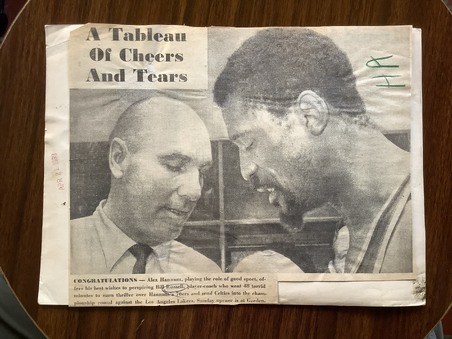 A Tableau
Of Cheers
And Tears
HA
CONGRATULATIONS — Alex Hannum, playing the role of good sport, of-
fers his best wishes to perspiring Bill Russell, player-coach who went 48 torrid
minutes to earn thriller over Hannum's 76ers and send Celtics into the cham-
pionship round against the Los Angeles Lakers. Sunday opener is at Garden.